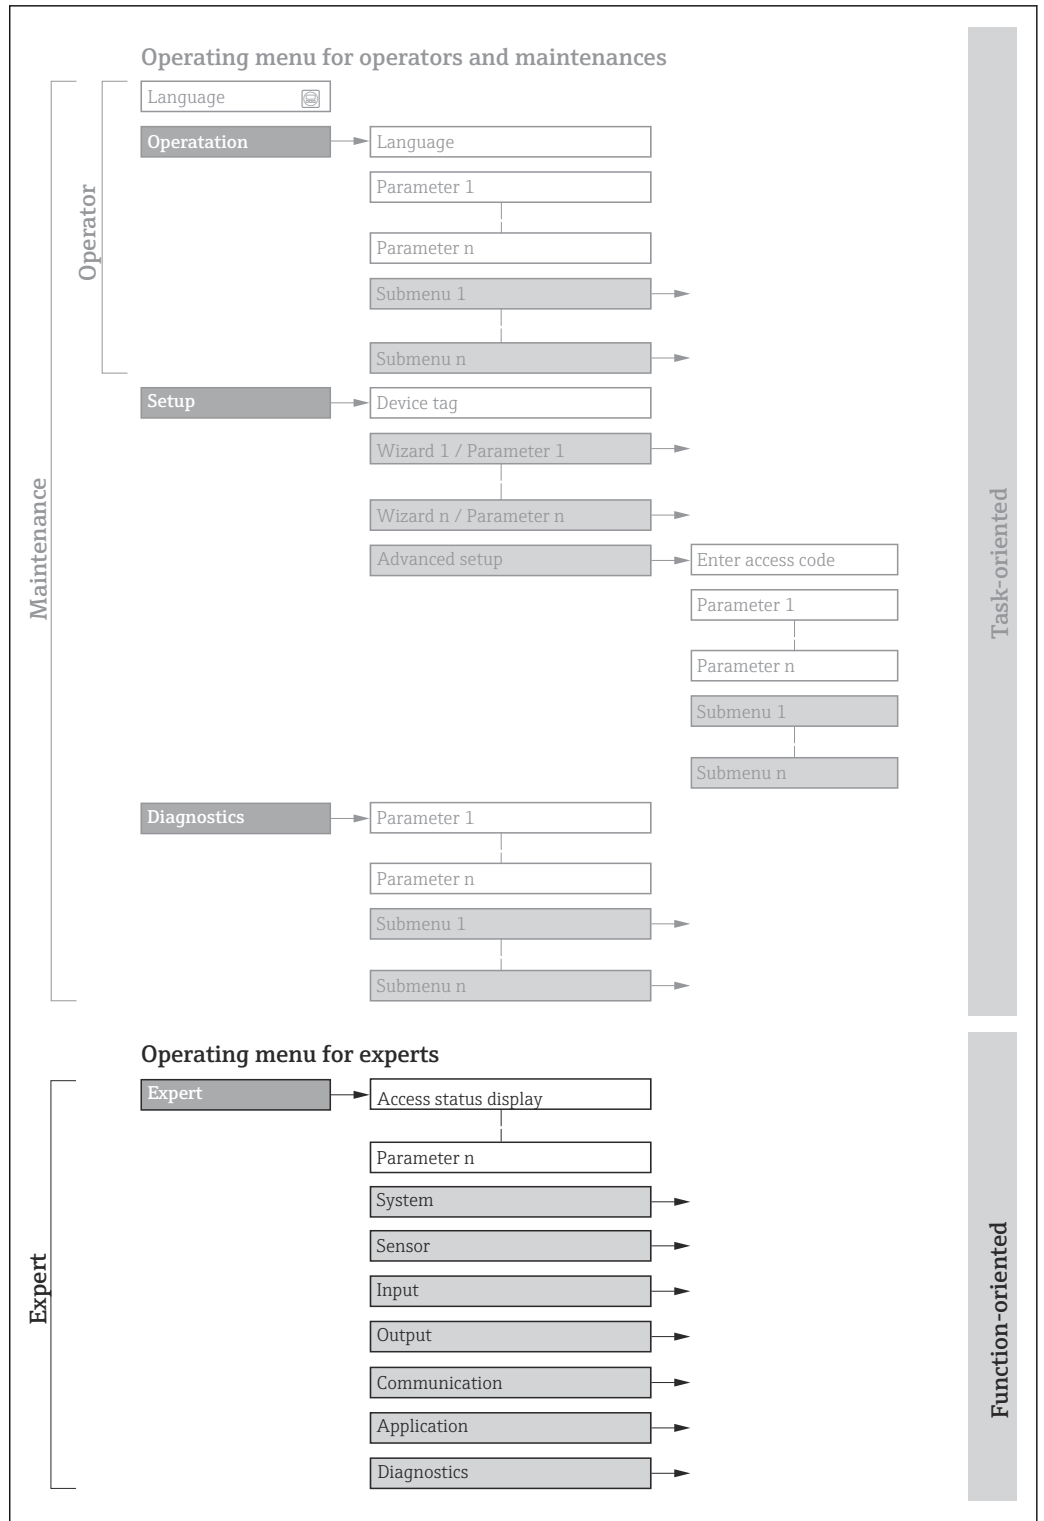 Operating menu for operators and maintenances
Language
Operatation
Language
Parameter 1
Parameter n
Submenu 1
Submenu n
Operator
Setup
Device tag
Wizard 1 / Parameter 1
Wizard n / Parameter n
Advanced setup
Enter access code
Parameter 1
Parameter n
Submenu 1
Submenu n
Maintenance
Task-oriented
Diagnostics
Parameter 1
Parameter n
Submenu 1
Submenu n
Operating menu for experts
Expert
Access status display
Parameter n
System
Sensor
Input
Output
Communication
Application
Diagnostics
Expert
Function-oriented